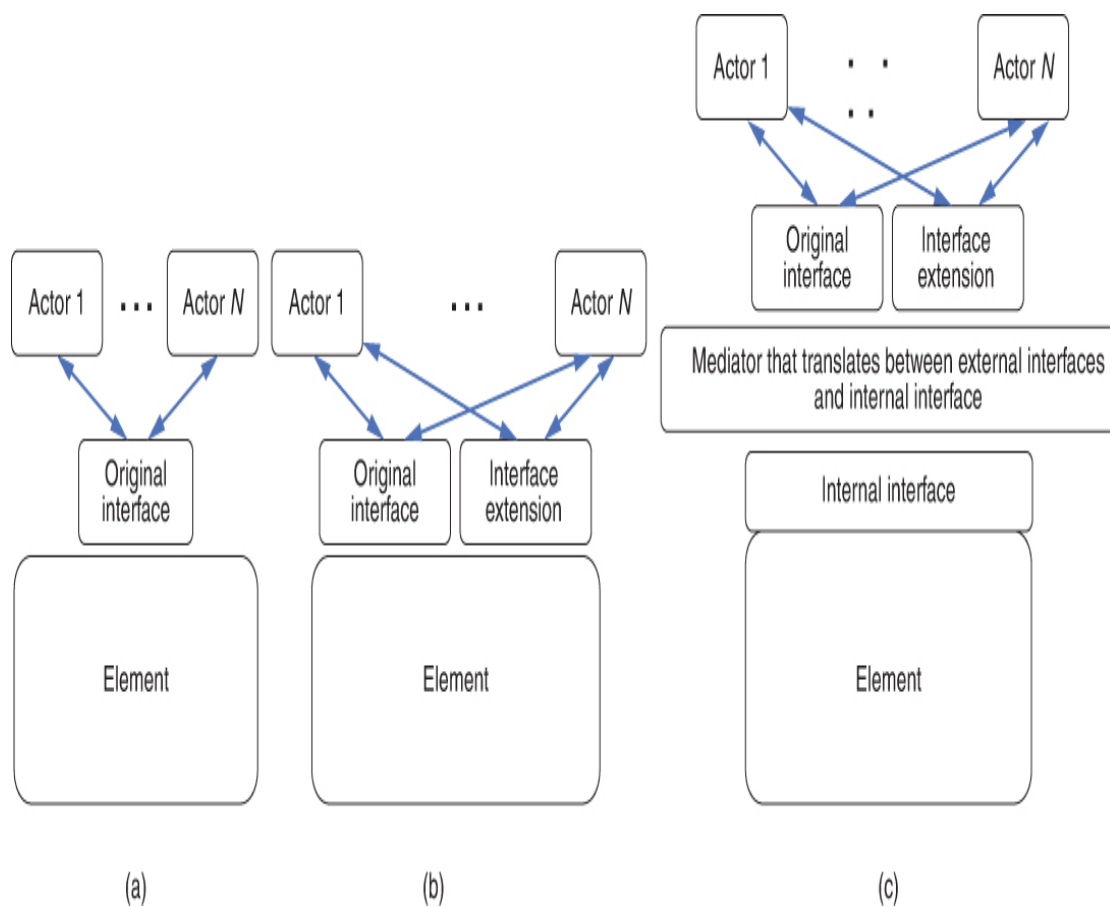 Actor 1
...
Actor N
Original
interface
Element
(a)
Actor 1
...
Actor N
Original
interface
Interface
extension
Element
(b)
Actor 1
. .
. .
Actor N
Original
interface
Interface
extension
Mediator that translates between external interfaces
and internal interface
Internal interface
Element
(c)